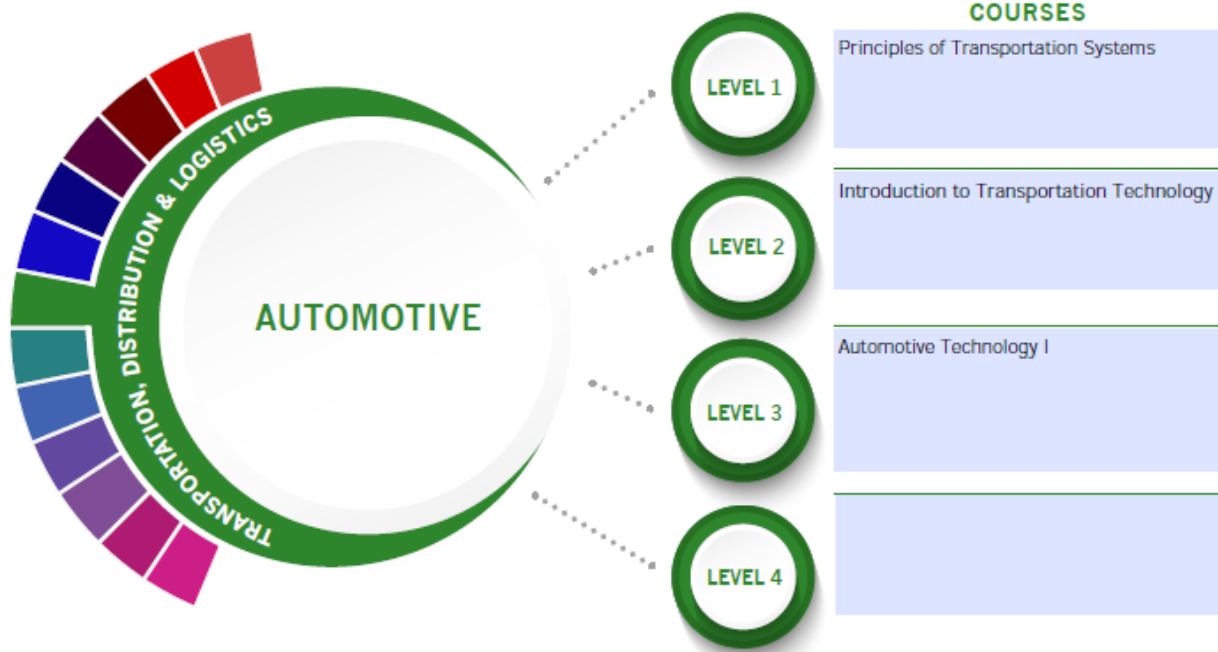 COURSES
TRANSPORTATION, DISTRIBUTION & LOGISTICS
AUTOMOTIVE
LEVEL 1
Principles of Transportation Systems
LEVEL 2
Introduction to Transportation Technology
LEVEL 3
Automotive Technology I
LEVEL 4